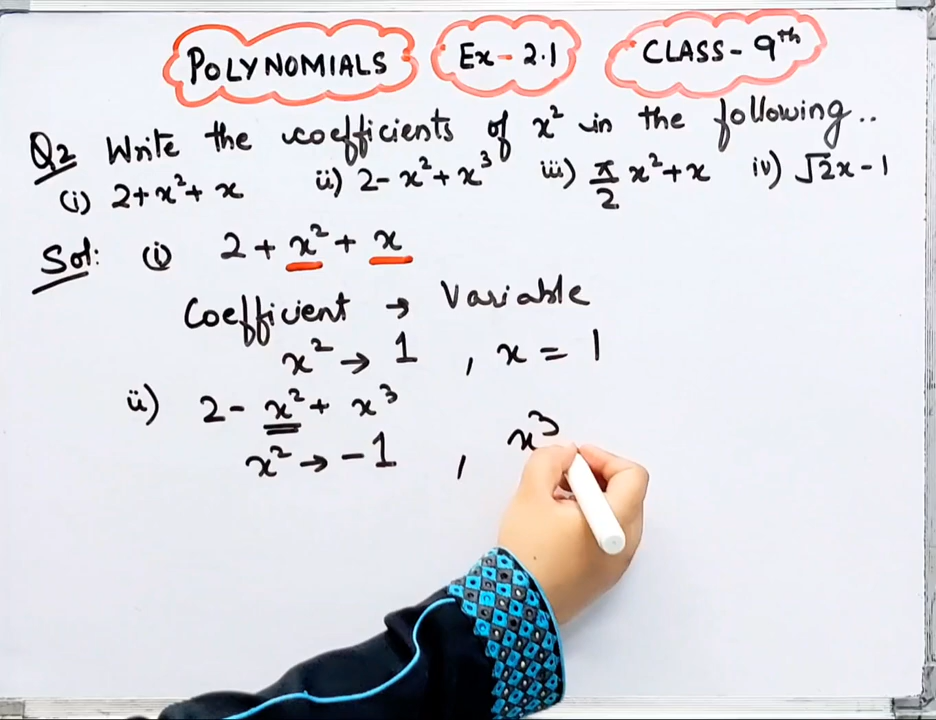 POLYNOMIALS Ex-2.1 CLASS-9th
Q2 Write the coefficients of x² in the following..
(i) 2+x²+x ii) 2-x²+x³ iii) π/2 x²+x iv) √2x-1
Sol: (i) 2+x²+x
Coefficient → Variable
x² → 1 , x = 1
ii) 2-x²+x³
x² → -1 , x³